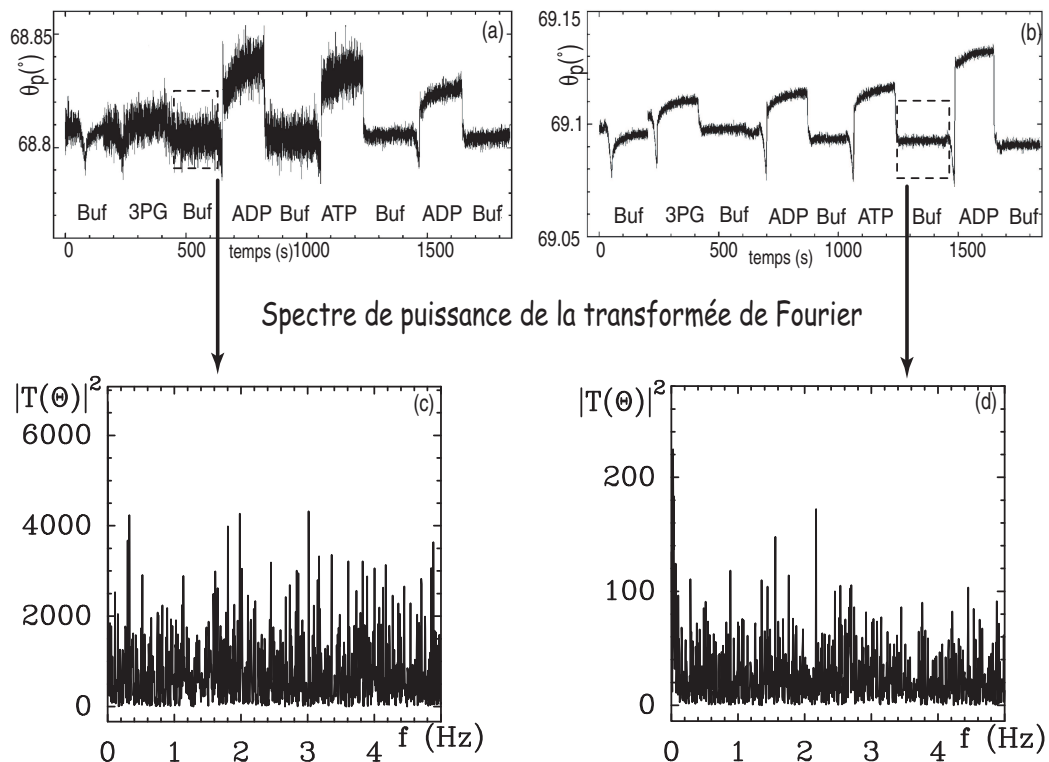 68.85
θp(°)
68.8
(a)
Buf 3PG Buf ADP Buf ATP Buf ADP Buf
0 500 temps (s) 1000 1500
69.15
θp(°)
69.1
69.05
(b)
Buf 3PG Buf ADP Buf ATP Buf ADP Buf
0 500 temps (s) 1000 1500
Spectre de puissance de la transformée de Fourier
|T(Θ)|²
(c)
6000
4000
2000
0
0 1 2 3 4 f (Hz)
|T(Θ)|²
(d)
200
100
0
0 1 2 3 4 f (Hz)